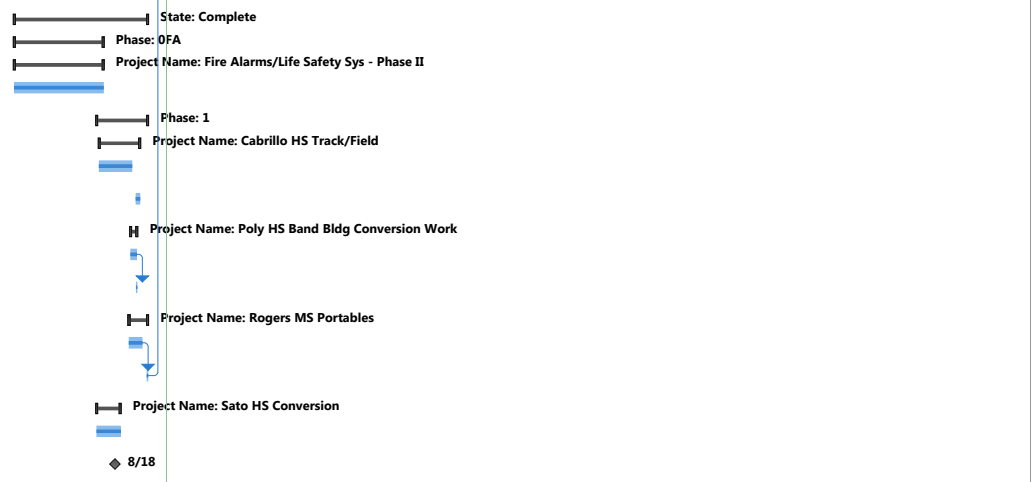 State: Complete
Phase: 0FA
Project Name: Fire Alarms/Life Safety Sys - Phase II
Phase: 1
Project Name: Cabrillo HS Track/Field
Project Name: Poly HS Band Bldg Conversion Work
Project Name: Rogers MS Portables
Project Name: Sato HS Conversion
8/18